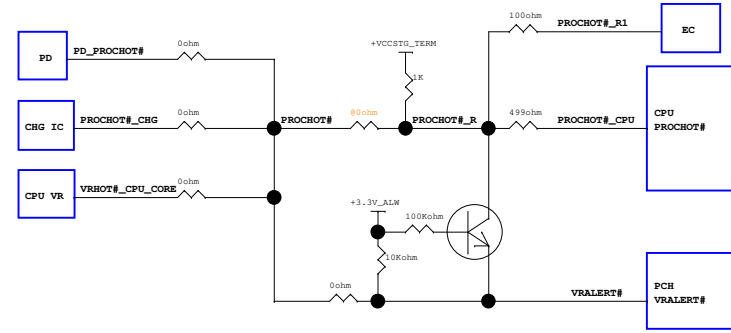 100ohm
PROCHOT#_R1
EC
PD
PD_PROCHOT#
0ohm
+VCCSTG_TERM
1K
CHG IC
PROCHOT#_CHG
0ohm
PROCHOT#
@0ohm
PROCHOT#_R
499ohm
PROCHOT#_CPU
CPU
PROCHOT#
CPU VR
VRHOT#_CPU_CORE
0ohm
+3.3V_ALW
100Kohm
10Kohm
0ohm
VRALERT#
PCH
VRALERT#